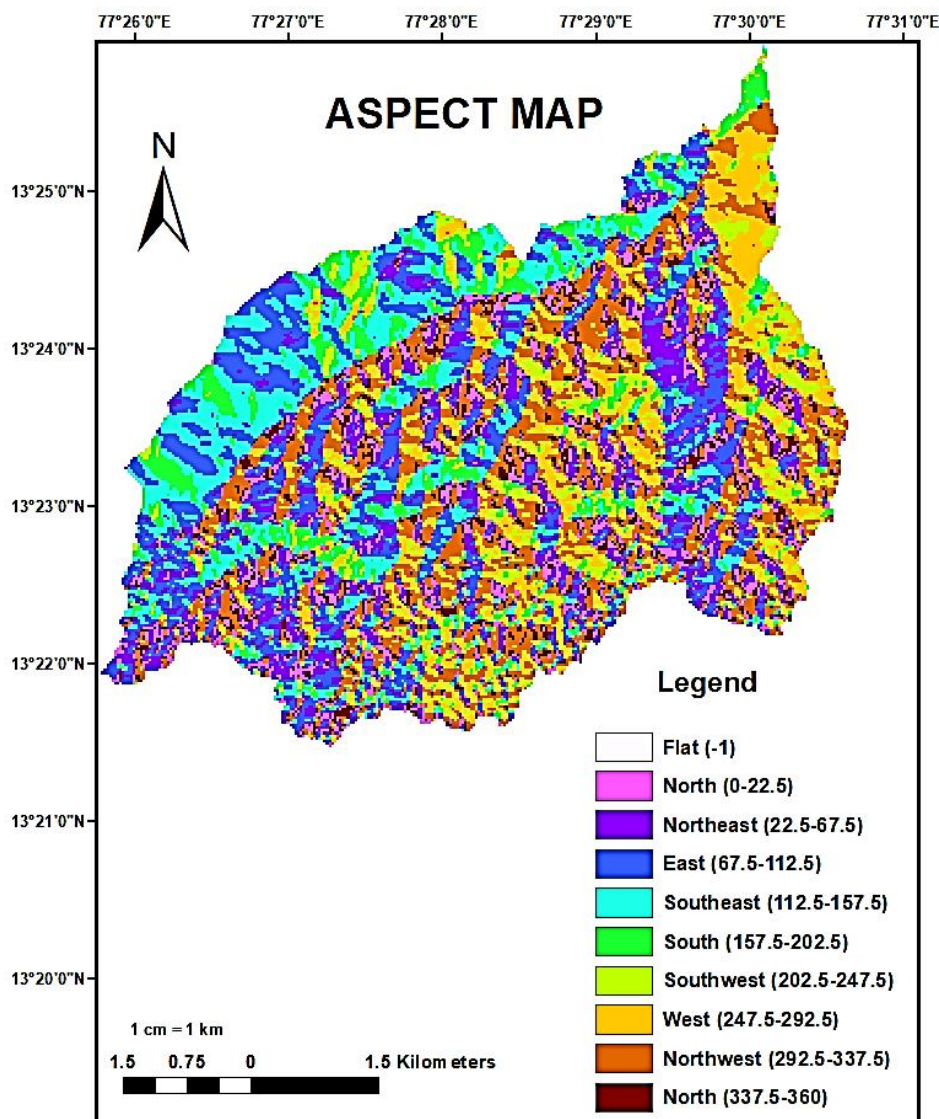 77°26'0"E 77°27'0"E 77°28'0"E 77°29'0"E 77°30'0"E 77°31'0"E
ASPECT MAP
N
13°25'0"N
13°24'0"N
13°23'0"N
13°22'0"N
13°21'0"N
13°20'0"N
Legend
Flat (-1)
North (0-22.5)
Northeast (22.5-67.5)
East (67.5-112.5)
Southeast (112.5-157.5)
South (157.5-202.5)
Southwest (202.5-247.5)
West (247.5-292.5)
Northwest (292.5-337.5)
North (337.5-360)
1 cm = 1 km
1.5 0.75 0 1.5 Kilometers